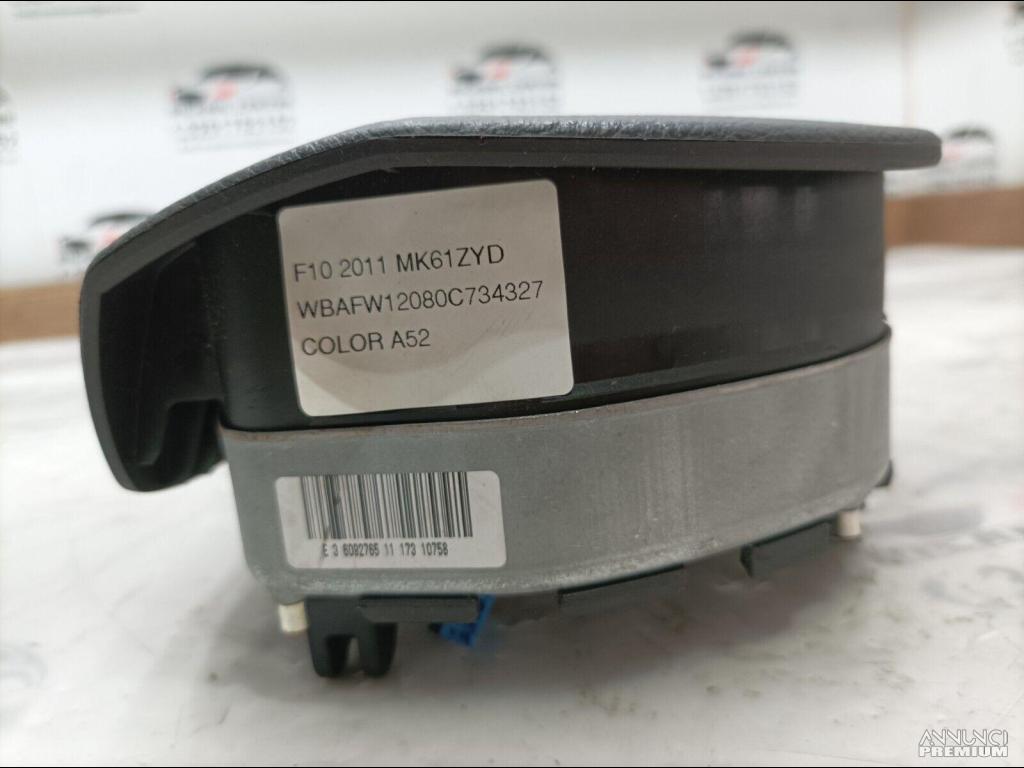 F10 2011 MK61ZYD
WBAFW12080C734327
COLOR A52
E 3 6092765 11 173 10758
ANNUNCI
PREMIUM